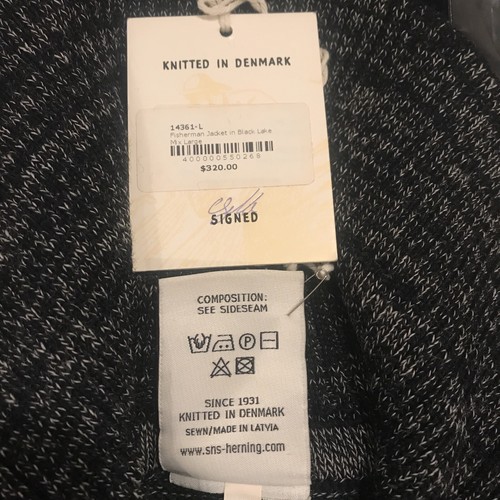 KNITTED IN DENMARK
14361-L
Fisherman Jacket in Black Lake
Mix Large
400000550269
$320.00
SIGNED
COMPOSITION:
SEE SIDESEAM
P
SINCE 1931
KNITTED IN DENMARK
SEWN/MADE IN LATVIA
www.sns-herning.com